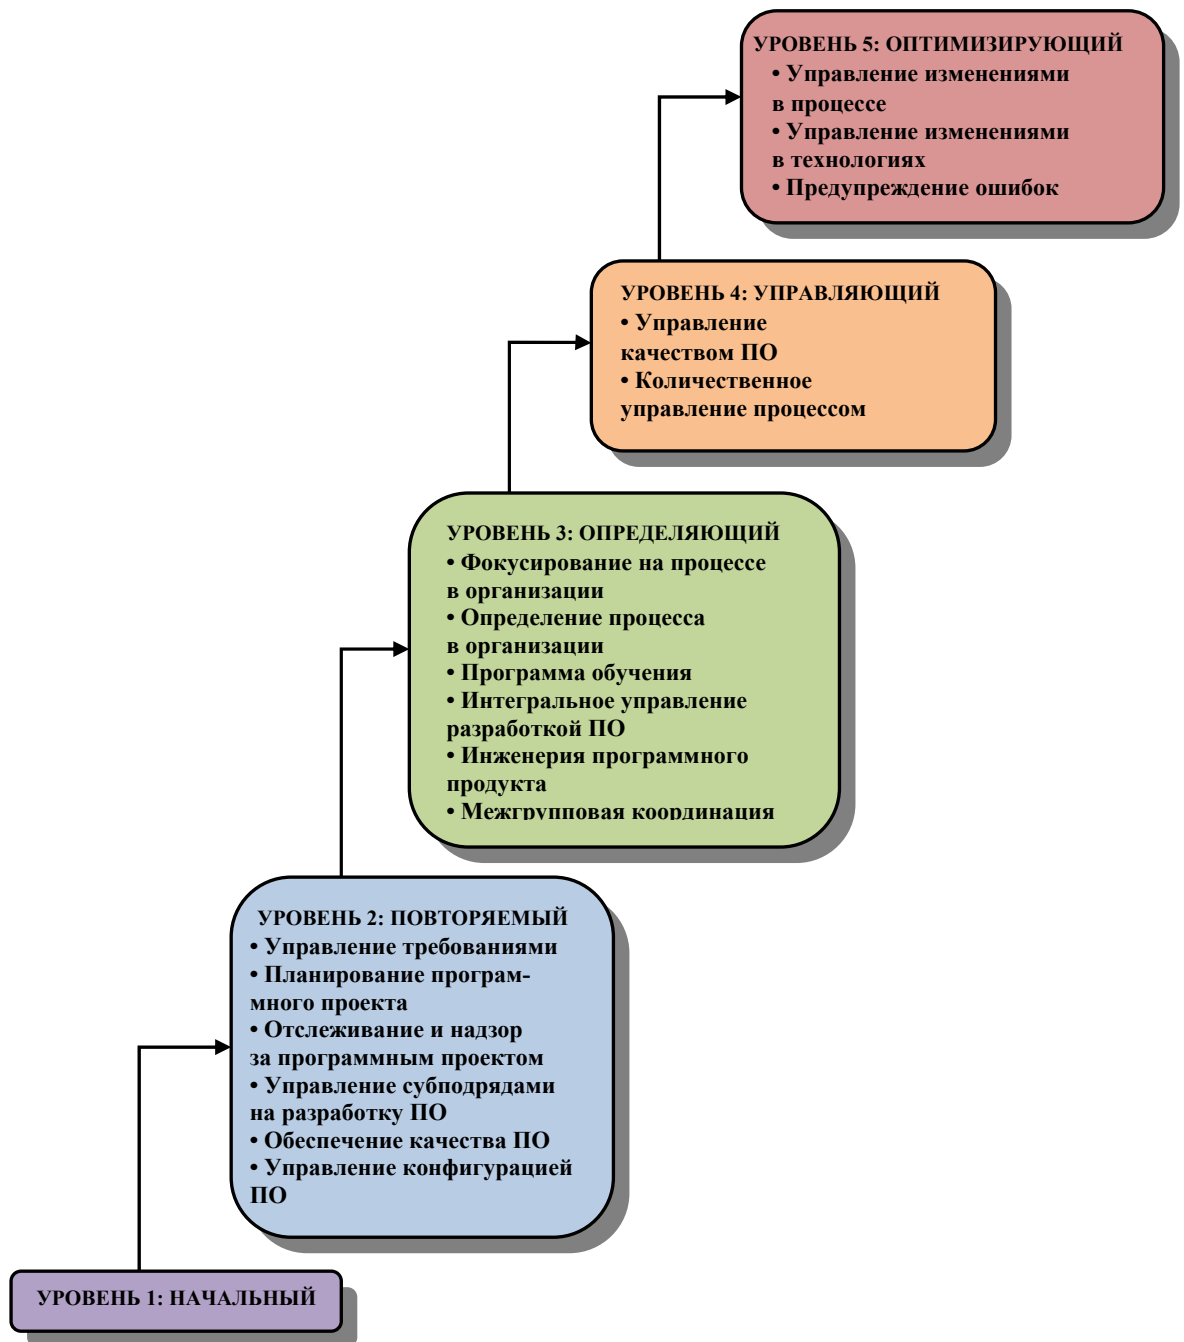 УРОВЕНЬ 5: ОПТИМИЗИРУЮЩИЙ
• Управление изменениями
в процессе
• Управление изменениями
в технологиях
• Предупреждение ошибок
УРОВЕНЬ 4: УПРАВЛЯЮЩИЙ
• Управление
качеством ПО
• Количественное
управление процессом
УРОВЕНЬ 3: ОПРЕДЕЛЯЮЩИЙ
• Фокусирование на процессе
в организации
• Определение процесса
в организации
• Программа обучения
• Интегральное управление
разработкой ПО
• Инженерия программного
продукта
• Межгрупповая координация
УРОВЕНЬ 2: ПОВТОРЯЕМЫЙ
• Управление требованиями
• Планирование програм-
много проекта
• Отслеживание и надзор
за программным проектом
• Управление субподрядами
на разработку ПО
• Обеспечение качества ПО
• Управление конфигурацией
ПО
УРОВЕНЬ 1: НАЧАЛЬНЫЙ